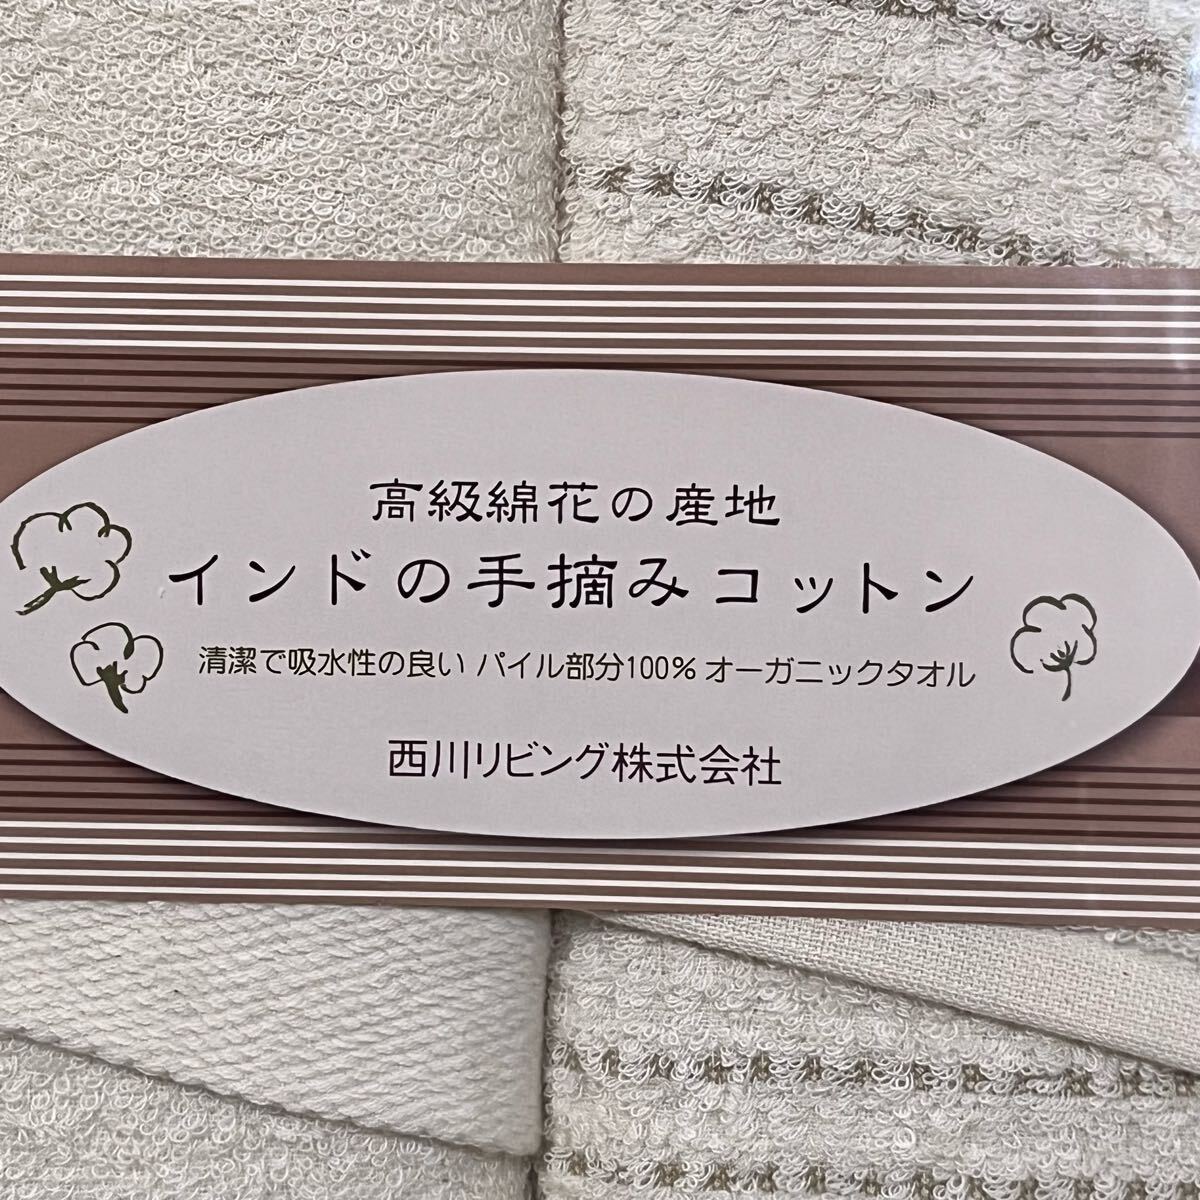 高級綿花の産地
インドの手摘みコットン
清潔で吸水性の良い パイル部分100% オーガニックタオル
西川リビング株式会社